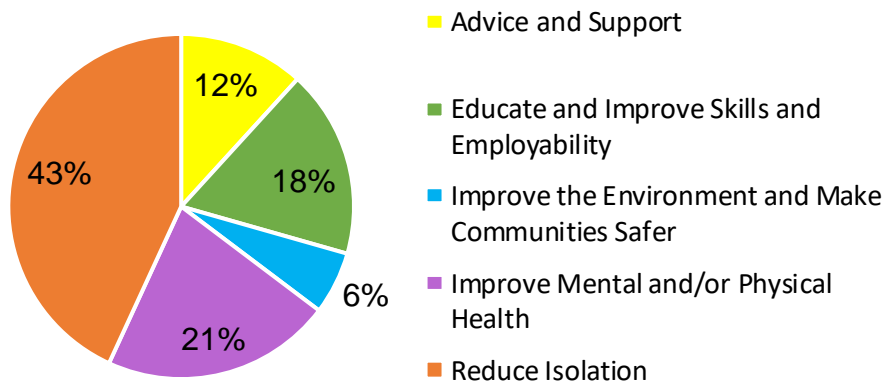 12%
18%
6%
21%
43%
Advice and Support
Educate and Improve Skills and
Employability
Improve the Environment and Make
Communities Safer
Improve Mental and/or Physical
Health
Reduce Isolation